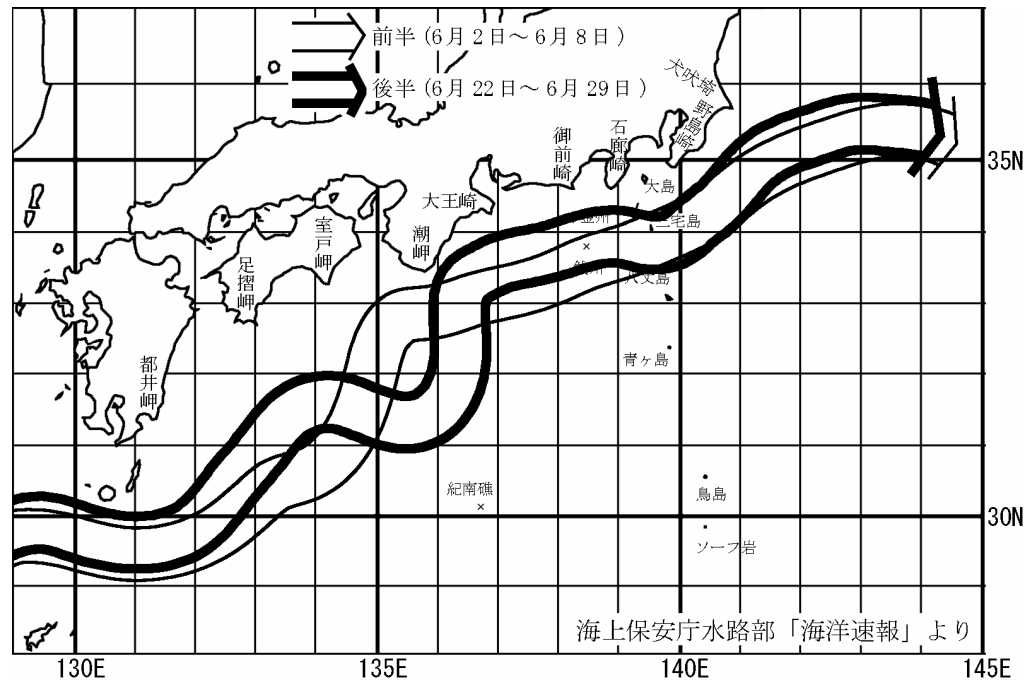 前半 (6月2日～6月8日)
後半 (6月22日～6月29日)
犬吠埼
野島崎
石廊崎
御前崎
大島
大王崎
三宅島
室戸岬
潮岬
足摺岬
八丈島
青ヶ島
都井岬
紀南礁
鳥島
ソーフ岩
35N
30N
海上保安庁水路部「海洋速報」より
130E
135E
140E
145E